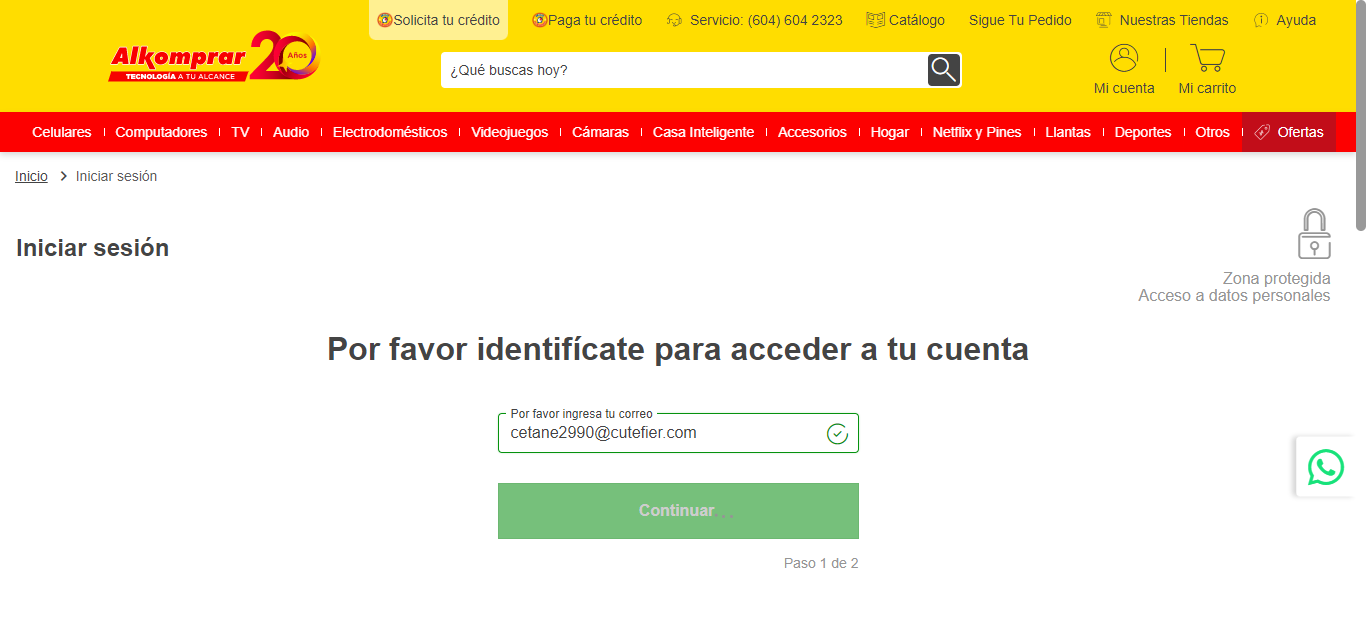 Solicita tu crédito
Paga tu crédito
Servicio: (604) 604 2323
Catálogo
Sigue Tu Pedido
Nuestras Tiendas
Ayuda
Alkomprar 20 Años
TECNOLOGÍA A TU ALCANCE
¿Qué buscas hoy?
Mi cuenta
Mi carrito
Celulares
Computadores
TV
Audio
Electrodomésticos
Videojuegos
Cámaras
Casa Inteligente
Accesorios
Hogar
Netflix y Pines
Llantas
Deportes
Otros
Ofertas
Inicio > Iniciar sesión
Iniciar sesión
Zona protegida
Acceso a datos personales
Por favor identifícate para acceder a tu cuenta
Por favor ingresa tu correo
cetane2990@cutefier.com
Continuar...
Paso 1 de 2